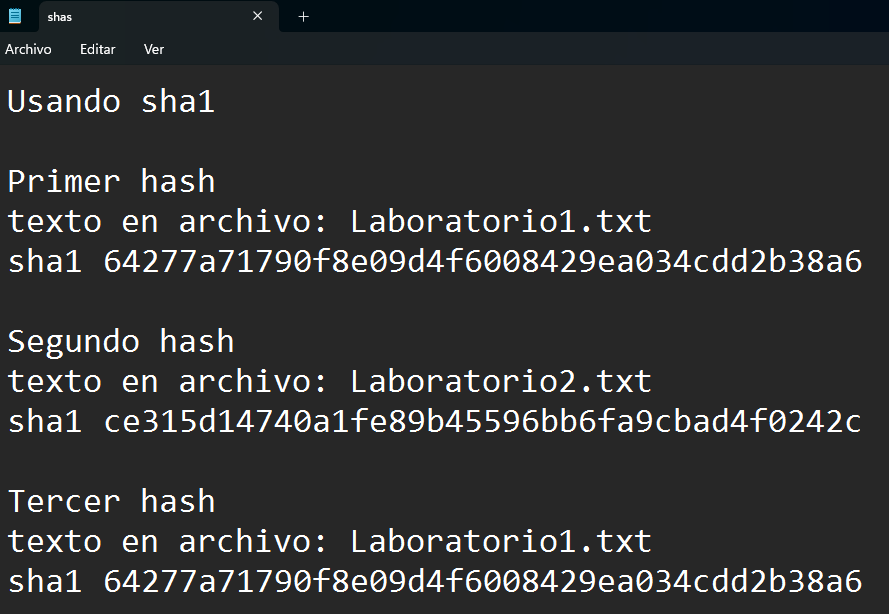 shas
Archivo Editar Ver
Usando sha1
Primer hash
texto en archivo: Laboratorio1.txt
sha1 64277a71790f8e09d4f6008429ea034cdd2b38a6
Segundo hash
texto en archivo: Laboratorio2.txt
sha1 ce315d14740a1fe89b45596bb6fa9cbad4f0242c
Tercer hash
texto en archivo: Laboratorio1.txt
sha1 64277a71790f8e09d4f6008429ea034cdd2b38a6